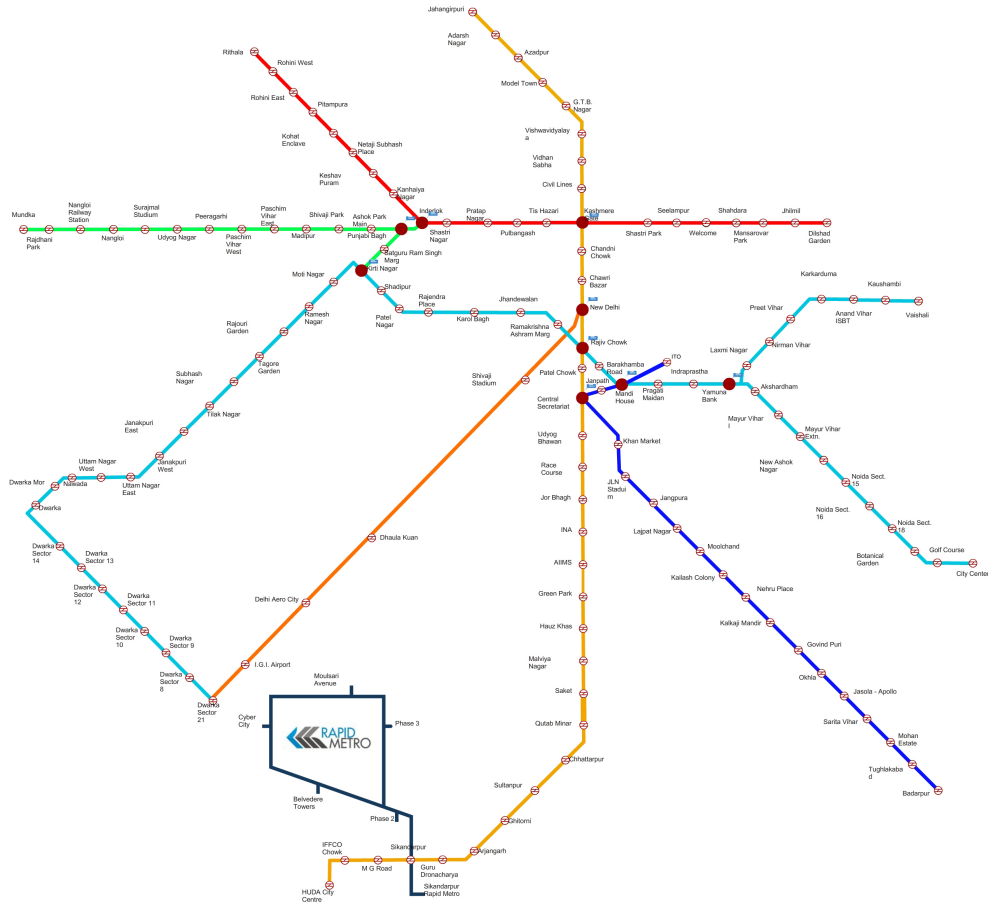 Jahangirpuri
Adarsh
Nagar
Azadpur
Model Town
G.T.B.
Nagar
Vishwavidyalay
a
Vidhan
Sabha
Civil Lines
Rithala
Rohini West
Rohini East
Pitampura
Kohat
Enclave
Netaji Subhash
Place
Keshav
Puram
Kanhaiya
Nagar
Mundka
Rajdhani
Park
Nangloi
Railway
Station
Nangloi
Surajmal
Studium
Udyog Nagar
Peeragarhi
Paschim
Vihar
West
Paschim
Vihar
East
Madipur
Shivaji Park
Punjabi Bagh
Ashok Park
Main
Inderlok
Shastri
Nagar
Pratap
Nagar
Pulbangash
Tis Hazari
Kashmere
Gate
Shastri Park
Seelampur
Welcome
Shahdara
Mansarovar
Park
Jhilmil
Dilshad
Garden
Satguru Ram Singh
Marg
Kirti Nagar
Chandni
Chowk
Chawri
Bazar
New Delhi
Moti Nagar
Shadipur
Ramesh
Nagar
Patel
Nagar
Rajendra
Place
Karol Bagh
Jhandewalan
Ramakrishna
Ashram Marg
Rajiv Chowk
Rajouri
Garden
Tagore
Garden
Subhash
Nagar
Tilak Nagar
Janakpuri
East
Janakpuri
West
Uttam Nagar
East
Uttam Nagar
West
Nawada
Dwarka Mor
Dwarka
Dwarka
Sector
14
Dwarka
Sector 13
Dwarka
Sector
12
Dwarka
Sector 11
Dwarka
Sector
10
Dwarka
Sector 9
Dwarka
Sector
8
Dwarka
Sector
21
Karkarduma
Kaushambi
Preet Vihar
Anand Vihar
ISBT
Vaishali
Nirman Vihar
Laxmi Nagar
ITO
Patel Chowk
Barakhamba
Road
Janpath
Mandi
House
Indraprastha
Pragati
Maidan
Yamuna
Bank
Akshardham
Central
Secretariat
Mayur Vihar
I
Mayur Vihar
Extn.
New Ashok
Nagar
Noida Sect.
15
Noida Sect.
16
Noida Sect.
18
Botanical
Garden
Golf Course
City Center
Shivaji
Stadium
Dhaula Kuan
Delhi Aero City
I.G.I. Airport
Udyog
Bhawan
Race
Course
Jor Bhagh
INA
AIIMS
Green Park
Hauz Khas
Malviya
Nagar
Saket
Qutab Minar
Chhattarpur
Sultanpur
Ghitorni
Arjangarh
Guru
Dronacharya
Sikandarpur
M G Road
IFFCO
Chowk
HUDA City
Centre
Khan Market
JLN
Stadui
m
Jangpura
Lajpat Nagar
Moolchand
Kailash Colony
Nehru Place
Kalkaji Mandir
Govind Puri
Okhla
Jasola - Apollo
Sarita Vihar
Mohan
Estate
Tughlakaba
d
Badarpur
Moulsari
Avenue
Cyber
City
Phase 3
RAPID
METRO
Belvedere
Towers
Phase 2
Sikandarpur
Rapid Metro